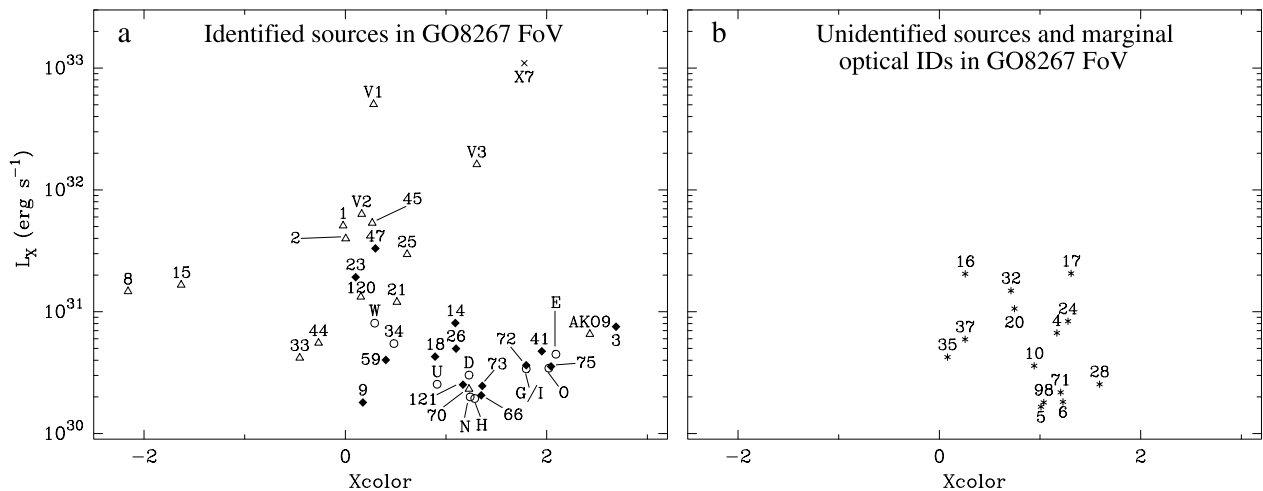 a Identified sources in GO8267 FoV
X7
V1
V3
V2
45
1
2
47
25
23
8
15
120
21
W
E
14
AKO9
34
44
33
26
72
41
3
59
18
73
75
D
U
9
121
G/I
O
70
66
N
H
10^33
10^32
10^31
10^30
L_X (erg s^−1)
−2 0 2
Xcolor
b Unidentified sources and marginal
optical IDs in GO8267 FoV
16
17
32
20
24
4
37
35
10
28
71
98
5
6
−2 0 2
Xcolor